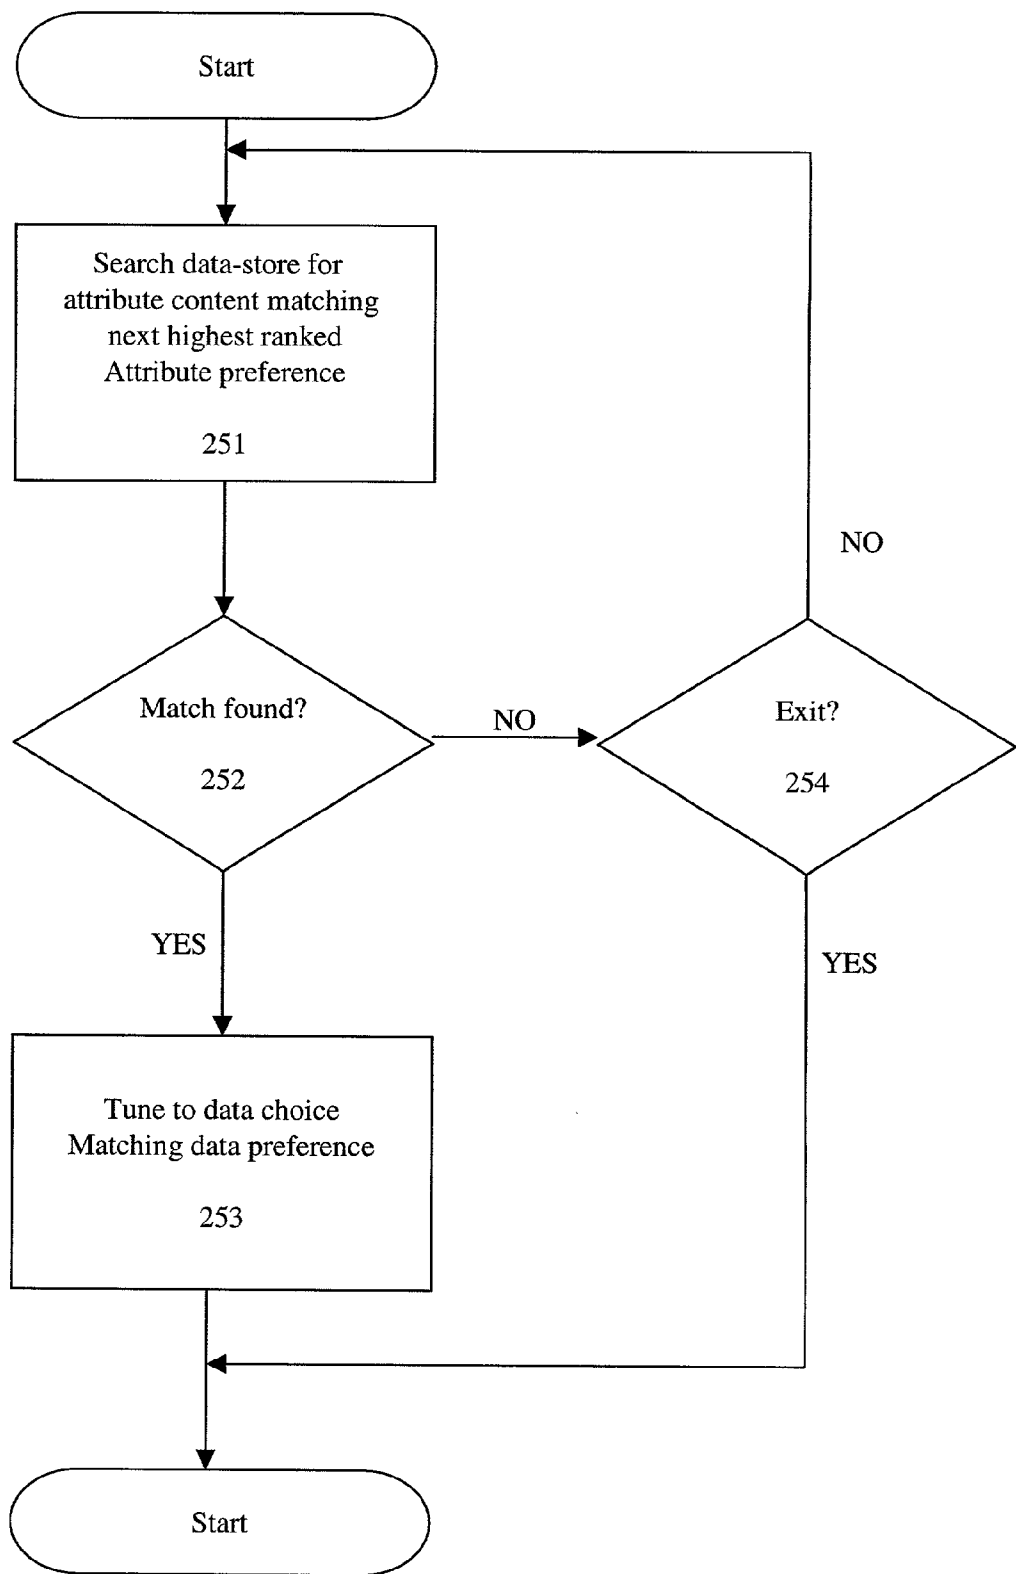 Start
Search data-store for
attribute content matching
next highest ranked
Attribute preference
251
NO
Match found?
252
NO
Exit?
254
YES
YES
Tune to data choice
Matching data preference
253
Start